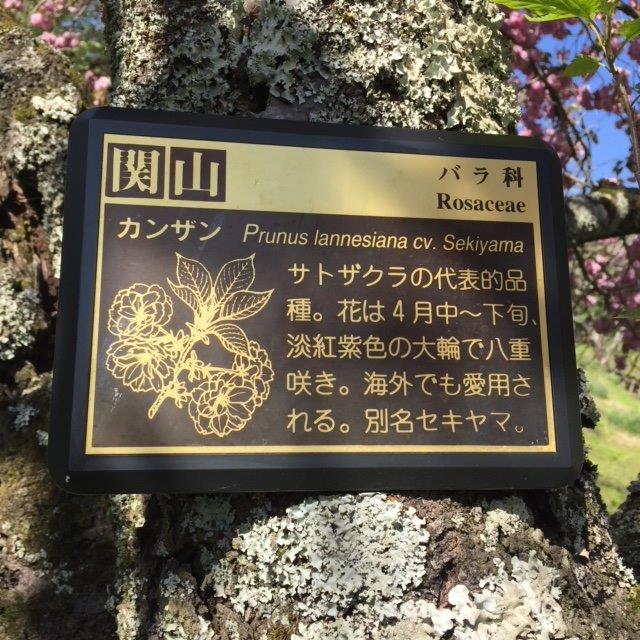 関山
バラ科
Rosaceae
カンザン Prunus lannesiana cv. Sekiyama
サトザクラの代表的品
種。花は4月中〜下旬、
淡紅紫色の大輪で八重
咲き。海外でも愛用さ
れる。別名セキヤマ。